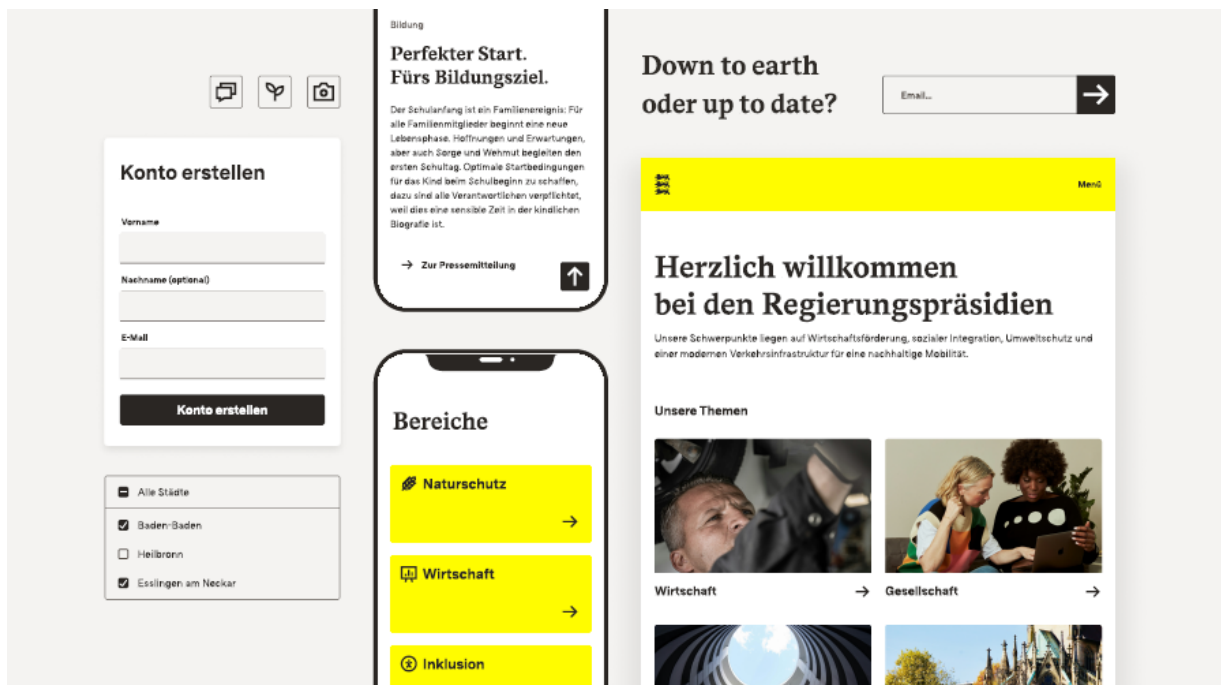 Konto erstellen
Vorname
Nachname (optional)
E-Mail
Konto erstellen
Alle Städte
Baden-Baden
Heilbronn
Esslingen am Neckar
Bildung
Perfekter Start.
Fürs Bildungsziel.
Der Schulanfang ist ein Familienereignis: Für
alle Familienmitglieder beginnt eine neue
Lebensphase. Hoffnungen und Erwartungen,
aber auch Sorge und Wehmut begleiten den
ersten Schultag. Optimale Startbedingungen
für das Kind beim Schulbeginn zu schaffen,
dazu sind alle Verantwortlichen verpflichtet,
weil dies eine sensible Zeit in der kindlichen
Biografie ist.
Zur Pressemitteilung
Bereiche
Naturschutz
Wirtschaft
Inklusion
Down to earth
oder up to date?
Email...
Menü
Herzlich willkommen
bei den Regierungspräsidien
Unsere Schwerpunkte liegen auf Wirtschaftsförderung, sozialer Integration, Umweltschutz und
einer modernen Verkehrsinfrastruktur für eine nachhaltige Mobilität.
Unsere Themen
Wirtschaft
Gesellschaft